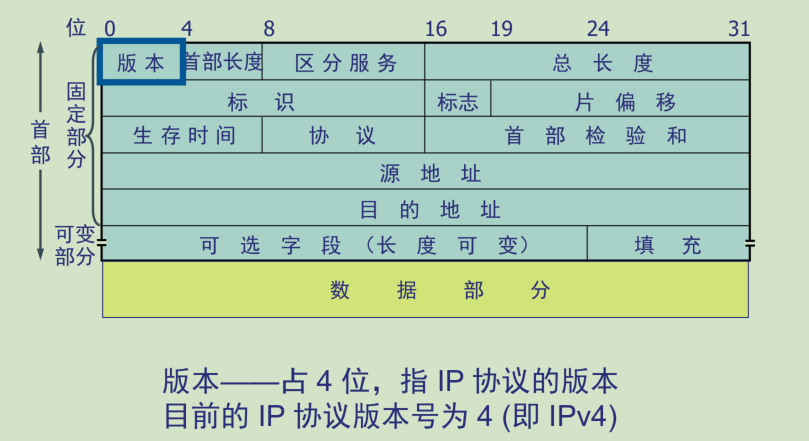 位 0 4 8 16 19 24 31
版本 首部长度 区分服务 总长度
标识 标志 片偏移
生存时间 协议 首部检验和
源地址
目的地址
可选字段（长度可变） 填充
数据部分
首部
固定部分
可变部分
版本——占 4 位，指 IP 协议的版本
目前的 IP 协议版本号为 4 (即 IPv4)